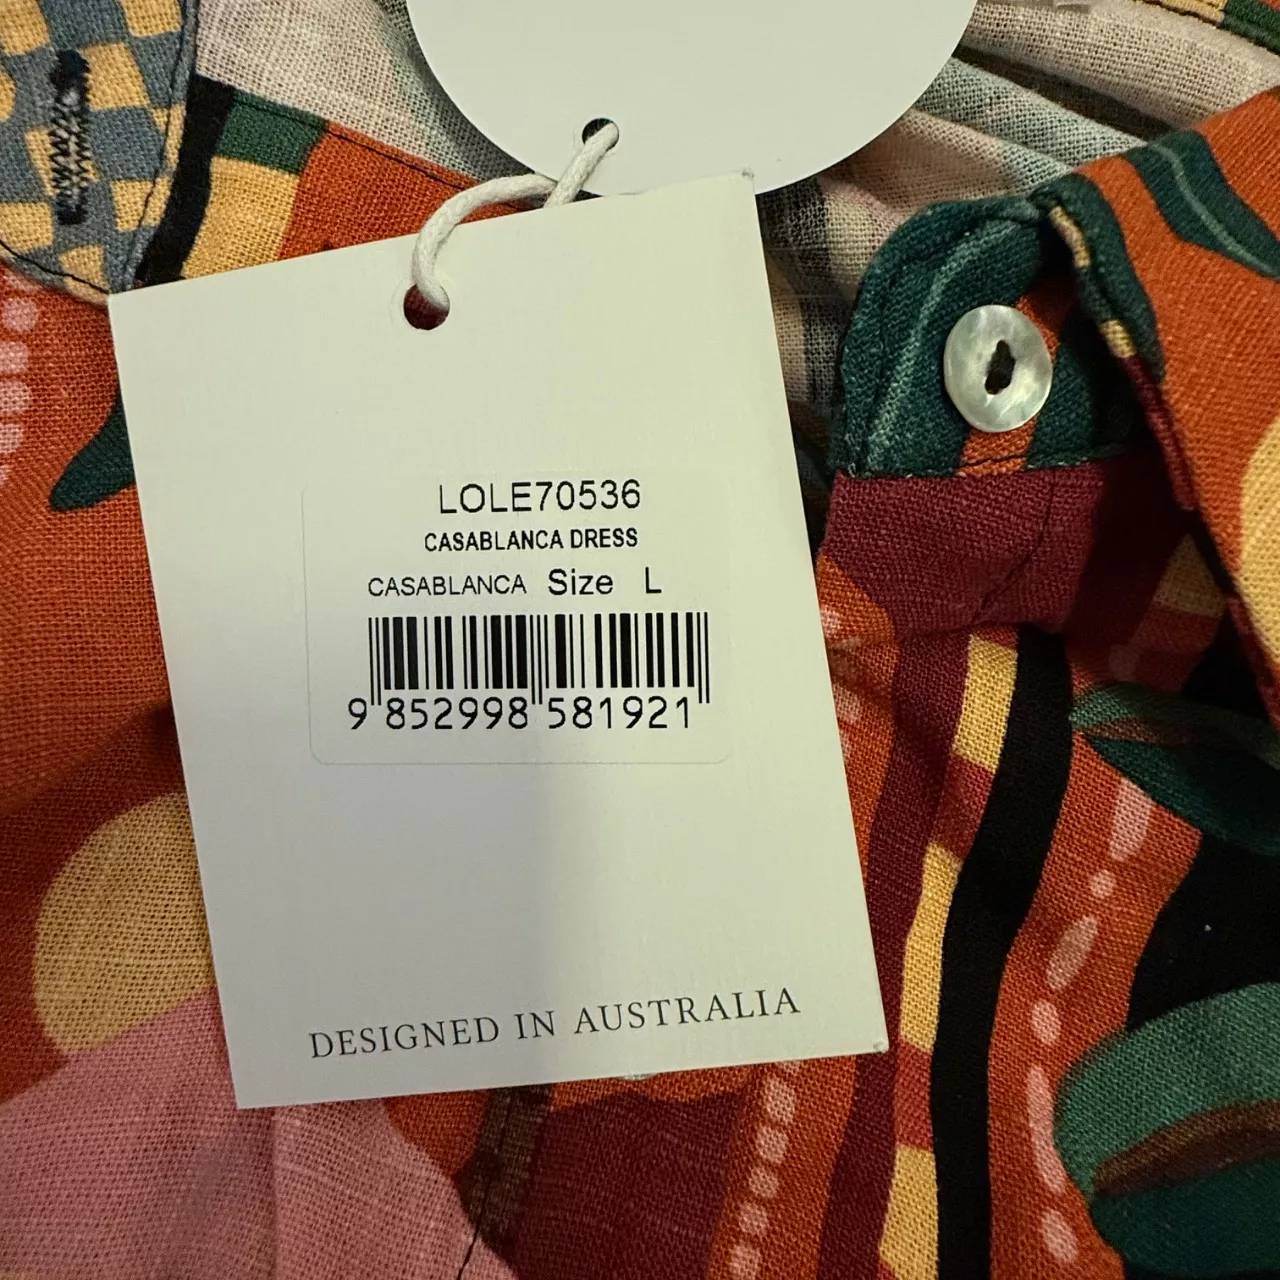 LOLE70536
CASABLANCA DRESS
CASABLANCA Size L
9 852998 581921
DESIGNED IN AUSTRALIA